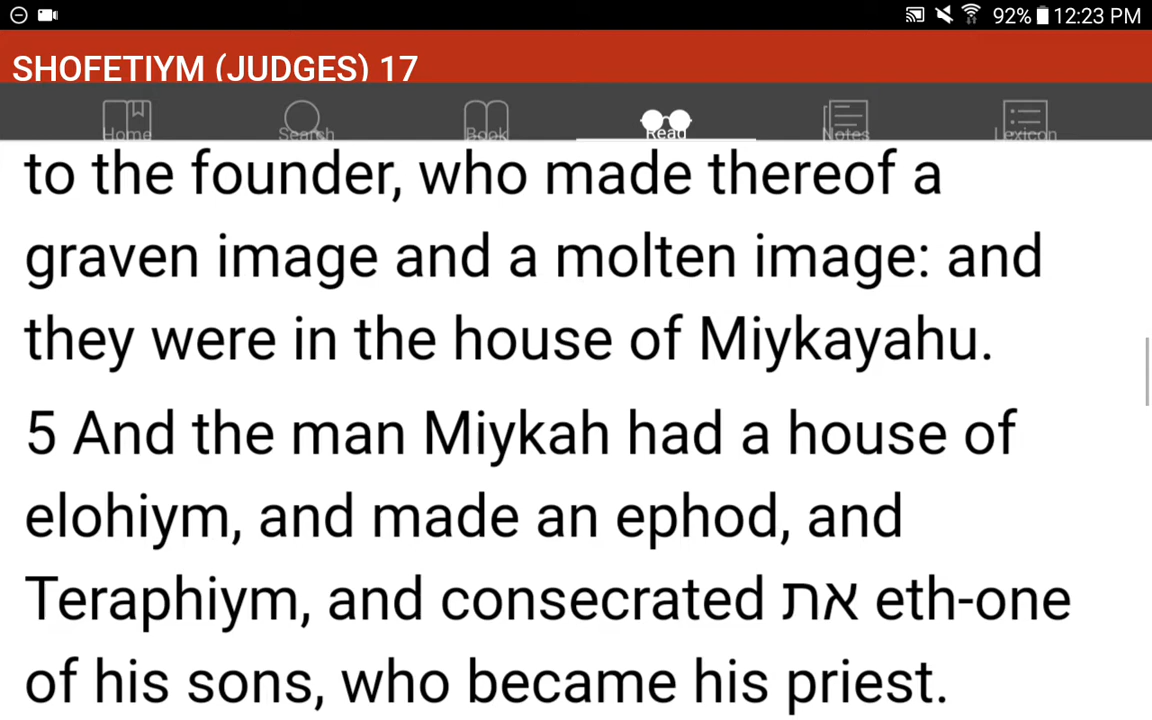 92% 12:23 PM
SHOFETIYM (JUDGES) 17
Home Search Book Read Notes Lexicon
to the founder, who made thereof a
graven image and a molten image: and
they were in the house of Miykayahu.
5 And the man Miykah had a house of
elohiym, and made an ephod, and
Teraphiym, and consecrated את eth-one
of his sons, who became his priest.